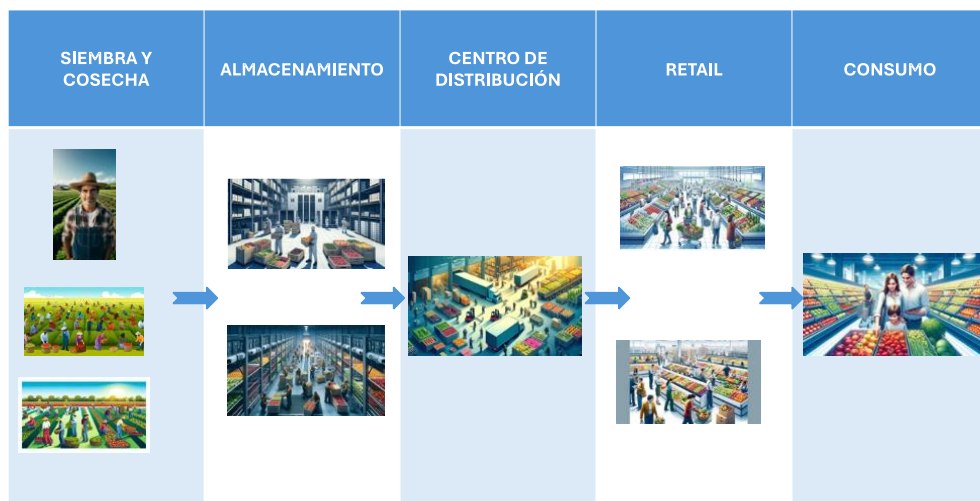 SIEMBRA Y
COSECHA
ALMACENAMIENTO
CENTRO DE
DISTRIBUCIÓN
RETAIL
CONSUMO